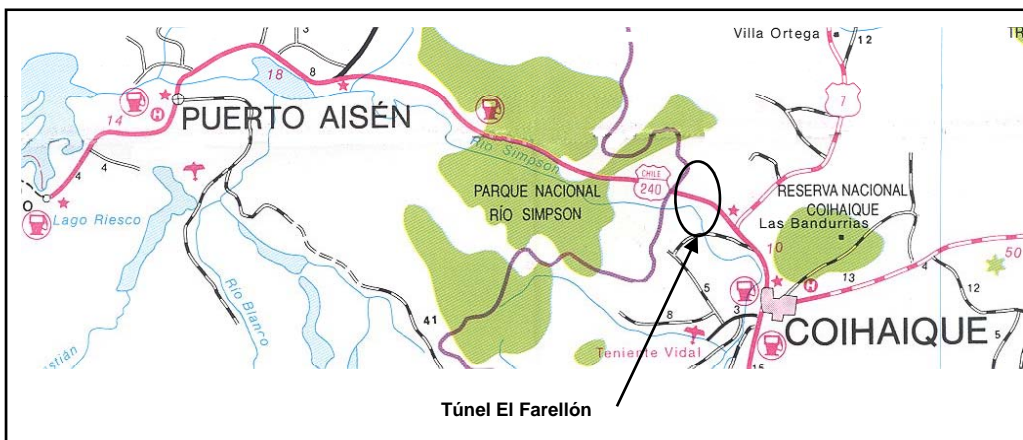 Villa Ortega
12
TR
3
8
18
7
14
PUERTO AISÉN
Río Simpson
CHILE
240
PARQUE NACIONAL
RÍO SIMPSON
RESERVA NACIONAL
COIHAIQUE
Las Bandurrias
4
4
O
Lago Riesco
10
50
13
4
12
5
Río Blanco
8
3
H
H
41
COIHAIQUE
5
Teniente Vidal
15
Túnel El Farellón